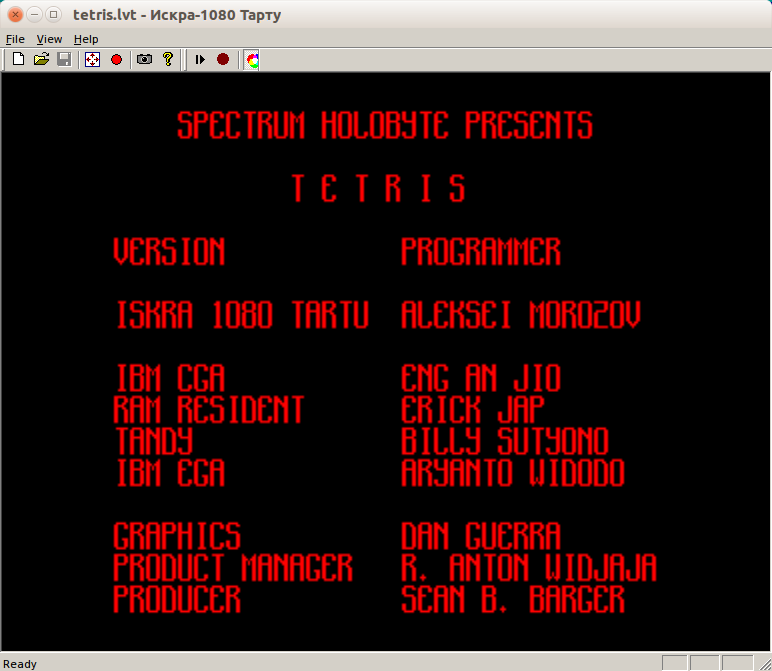 tetris.lvt - Искра-1080 Тарту
File View Help
SPECTRUM HOLOBYTE PRESENTS
T E T R I S
VERSION PROGRAMMER
ISKRA 1080 TARTU ALEKSEI MOROZOV
IBM CGA ENG AN JIO
RAM RESIDENT ERICK JAP
TANDY BILLY SUTYONO
IBM EGA ARYANTO WIDODO
GRAPHICS DAN GUERRA
PRODUCT MANAGER R. ANTON WIDJAJA
PRODUCER SEAN B. BARGER
Ready